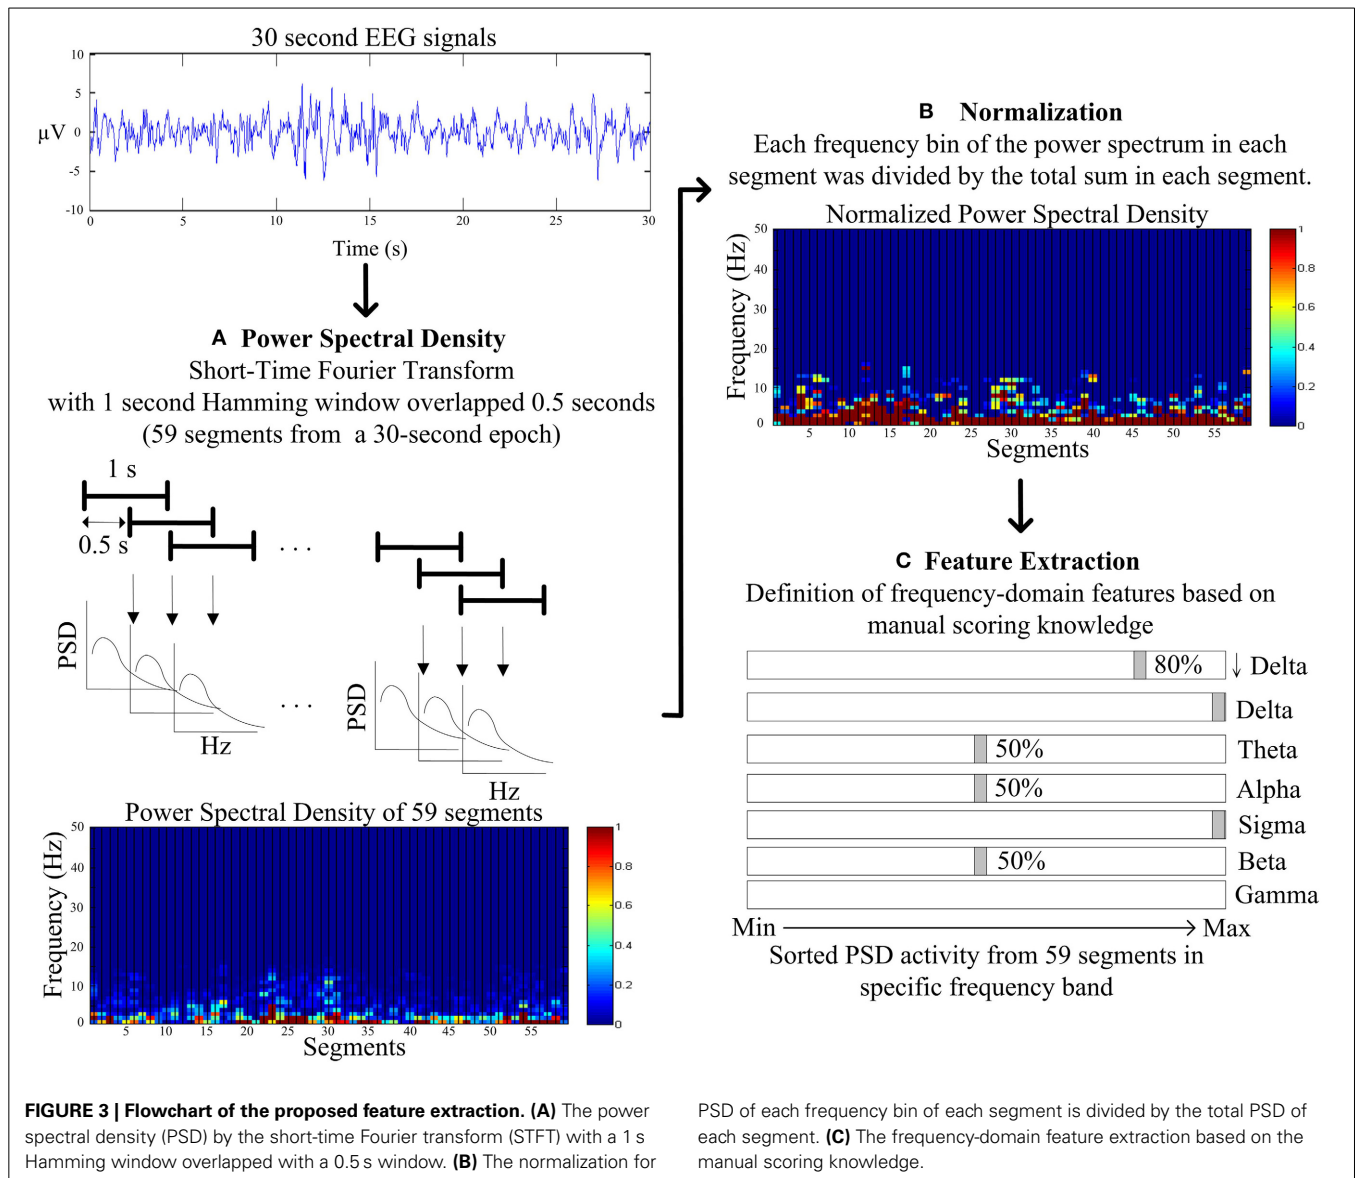 30 second EEG signals
10
5
µV 0
-5
-10
0 5 10 15 20 25 30
Time (s)
A Power Spectral Density
Short-Time Fourier Transform
with 1 second Hamming window overlapped 0.5 seconds
(59 segments from a 30-second epoch)
1 s
0.5 s
. . .
PSD
Hz
. . .
PSD
Hz
Power Spectral Density of 59 segments
Frequency (Hz)
50
40
30
20
10
0
5 10 15 20 25 30 35 40 45 50 55
Segments
1
0.8
0.6
0.4
0.2
0
B Normalization
Each frequency bin of the power spectrum in each
segment was divided by the total sum in each segment.
Normalized Power Spectral Density
Frequency (Hz)
50
40
30
20
10
0
5 10 15 20 25 30 35 40 45 50 55
Segments
1
0.8
0.6
0.4
0.2
0
C Feature Extraction
Definition of frequency-domain features based on
manual scoring knowledge
80% ↓ Delta
Delta
50% Theta
50% Alpha
Sigma
50% Beta
Gamma
Min Max
Sorted PSD activity from 59 segments in
specific frequency band
FIGURE 3 | Flowchart of the proposed feature extraction. (A) The power
spectral density (PSD) by the short-time Fourier transform (STFT) with a 1 s
Hamming window overlapped with a 0.5 s window. (B) The normalization for
PSD of each frequency bin of each segment is divided by the total PSD of
each segment. (C) The frequency-domain feature extraction based on the
manual scoring knowledge.